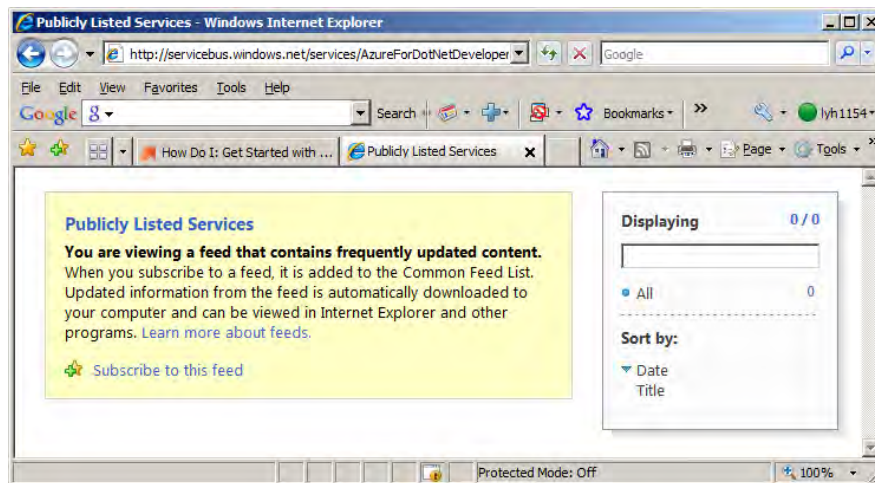 Publicly Listed Services - Windows Internet Explorer
http://servicebus.windows.net/services/AzureForDotNetDeveloper
Google
File Edit View Favorites Tools Help
Google
Search
Bookmarks
lyh1154
How Do I: Get Started with ...
Publicly Listed Services
Page
Tools
Publicly Listed Services
You are viewing a feed that contains frequently updated content.
When you subscribe to a feed, it is added to the Common Feed List.
Updated information from the feed is automatically downloaded to
your computer and can be viewed in Internet Explorer and other
programs. Learn more about feeds.
Subscribe to this feed
Displaying 0 / 0
All 0
Sort by:
Date
Title
Protected Mode: Off
100%